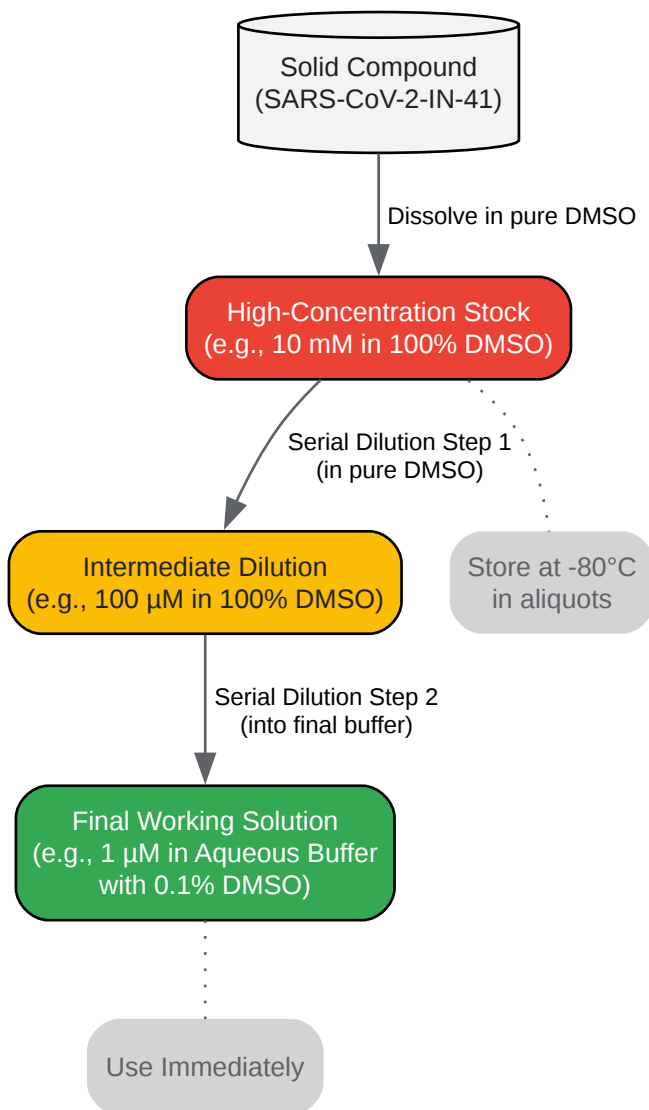 Solid Compound
(SARS-CoV-2-IN-41)
Dissolve in pure DMSO
High-Concentration Stock
(e.g., 10 mM in 100% DMSO)
Serial Dilution Step 1
(in pure DMSO)
Intermediate Dilution
(e.g., 100 µM in 100% DMSO)
Store at -80°C
in aliquots
Serial Dilution Step 2
(into final buffer)
Final Working Solution
(e.g., 1 µM in Aqueous Buffer
with 0.1% DMSO)
Use Immediately